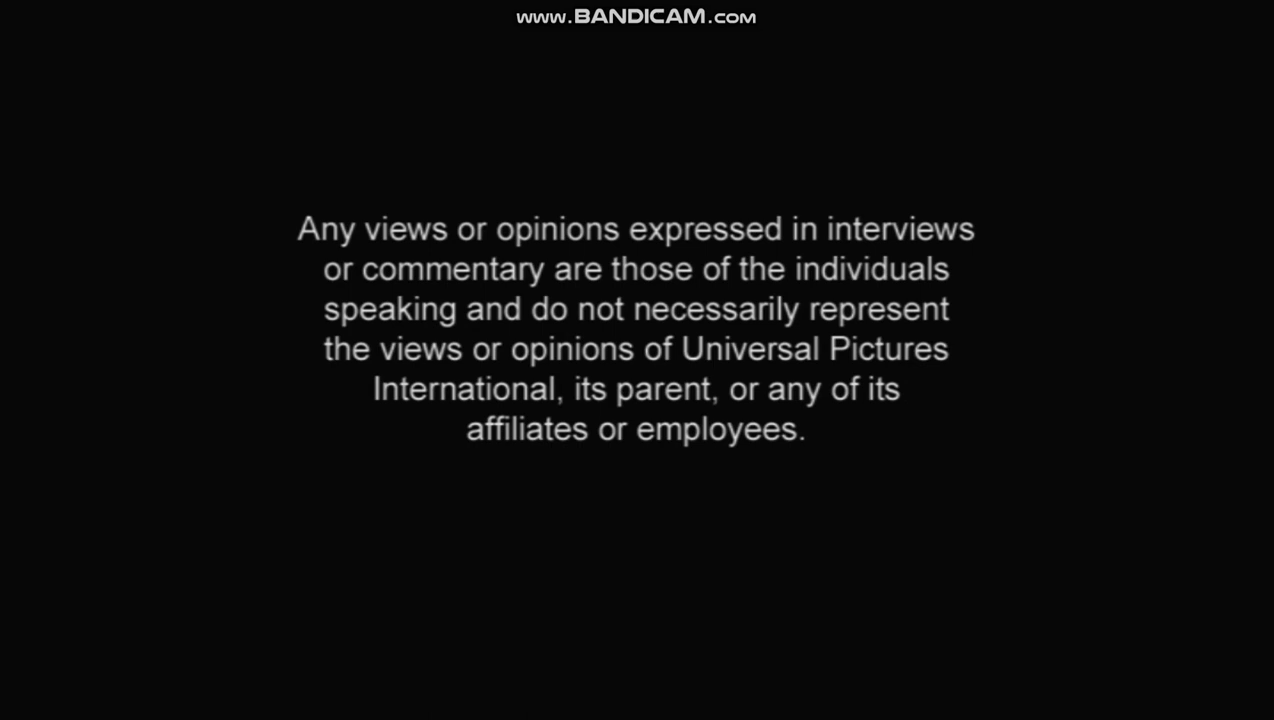 www.BANDICAM.com
Any views or opinions expressed in interviews
or commentary are those of the individuals
speaking and do not necessarily represent
the views or opinions of Universal Pictures
International, its parent, or any of its
affiliates or employees.